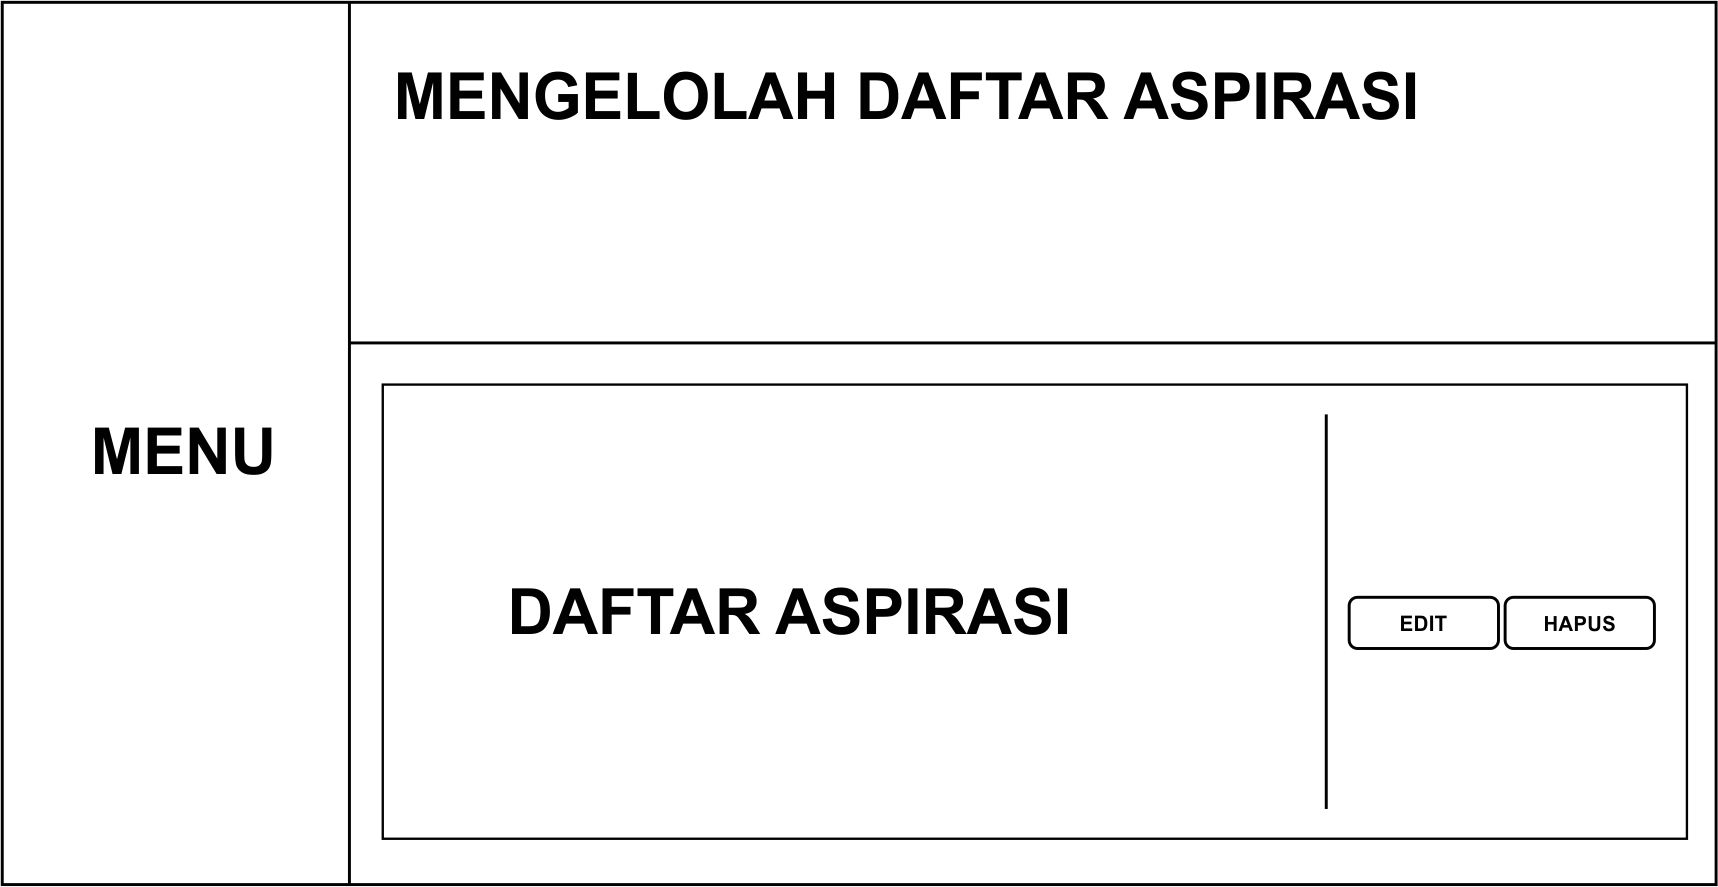 MENGELOLAH DAFTAR ASPIRASI
MENU
DAFTAR ASPIRASI
EDIT
HAPUS